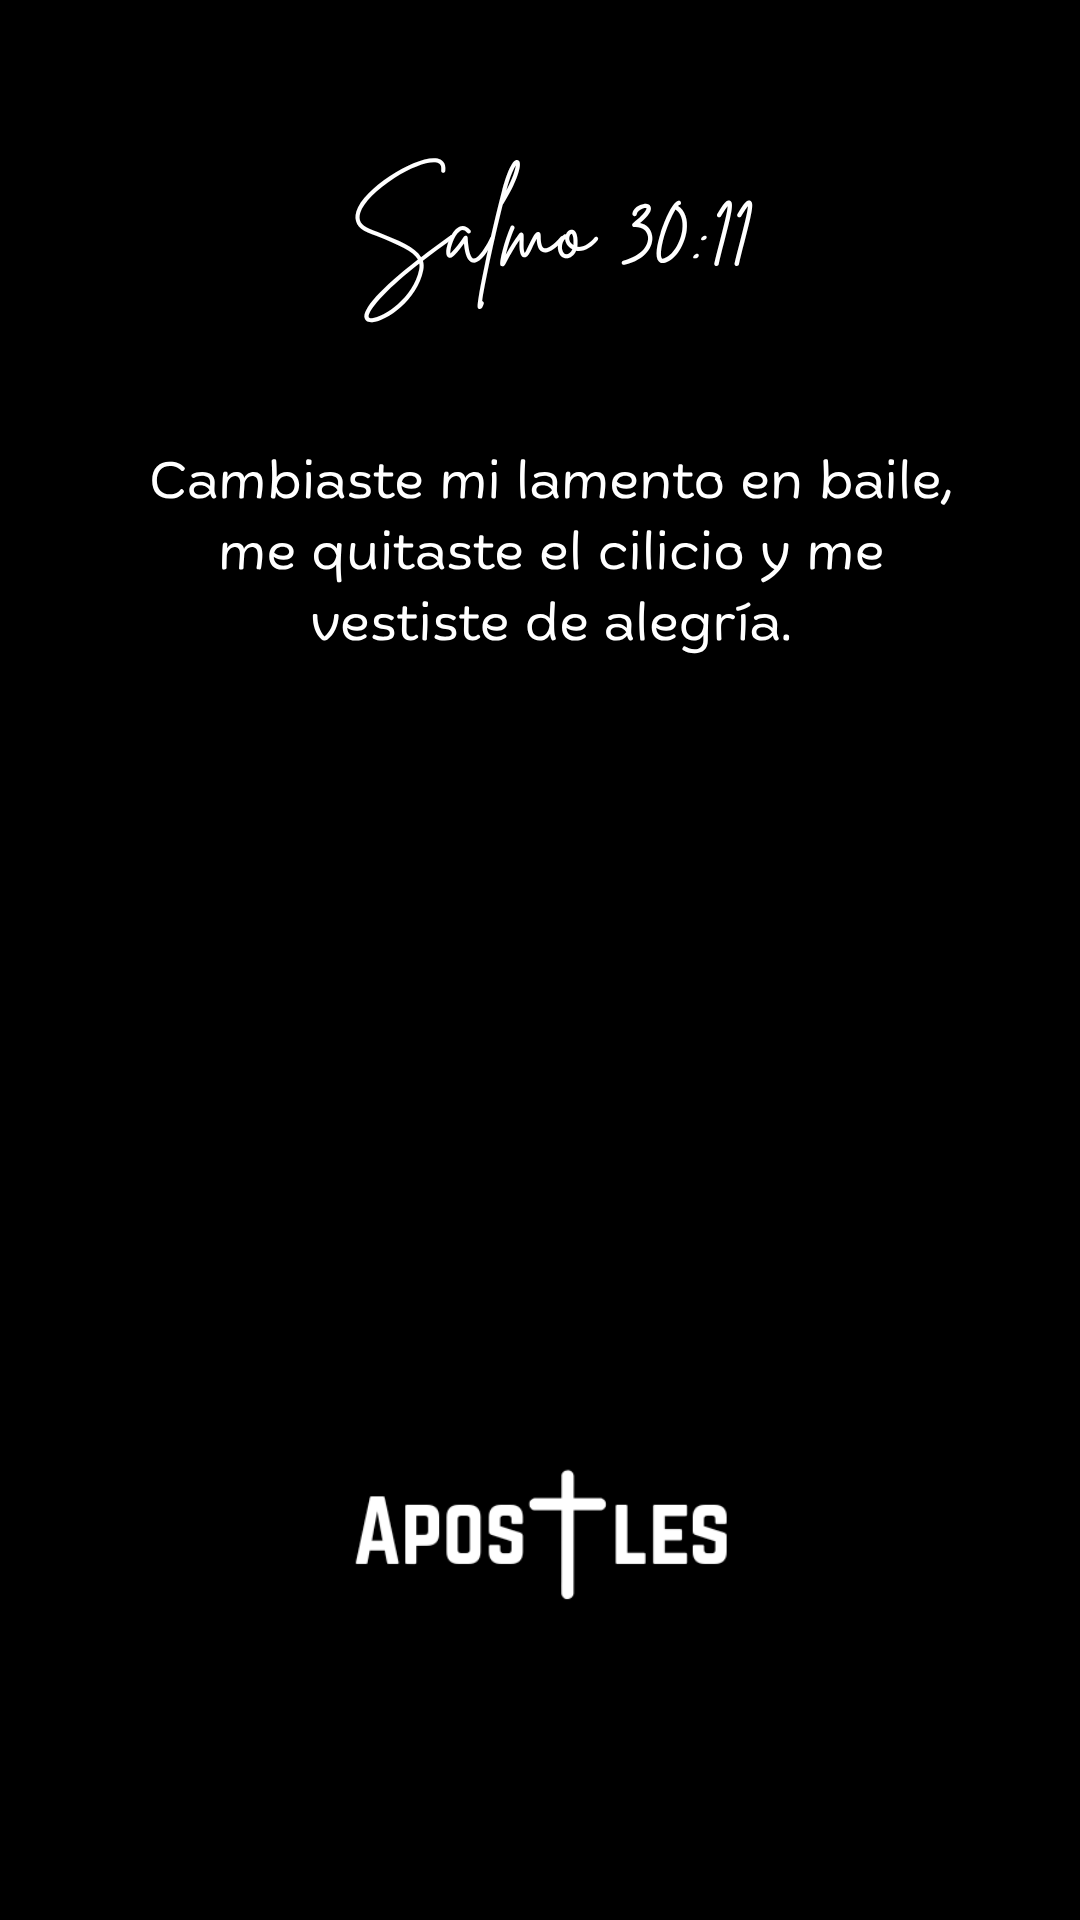 Salmo 30:11
Cambiaste mi lamento en baile,
me quitaste el cilicio y me
vestiste de alegría.
APOSTLES